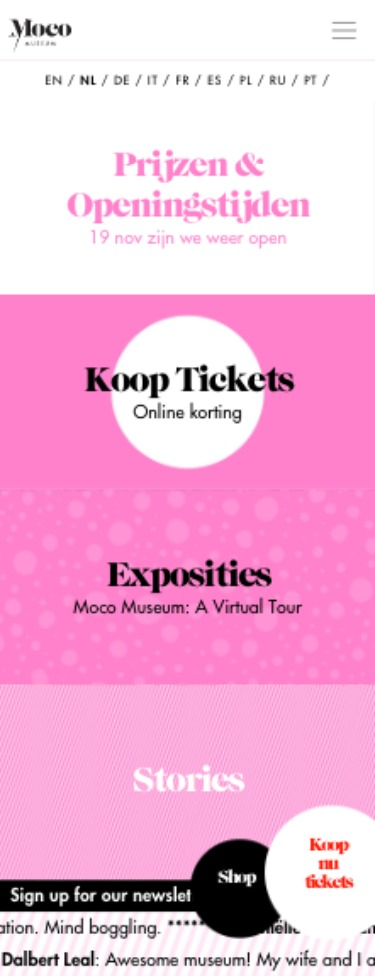 Moco
MUSEUM
EN / NL / DE / IT / FR / ES / PL / RU / PT /
Prijzen &
Openingstijden
19 nov zijn we weer open
Koop Tickets
Online korting
Exposities
Moco Museum: A Virtual Tour
Stories
Koop
nu
tickets
Shop
Sign up for our newslet
ation. Mind boggling. *****
Dalbert Leal: Awesome museum! My wife and I a